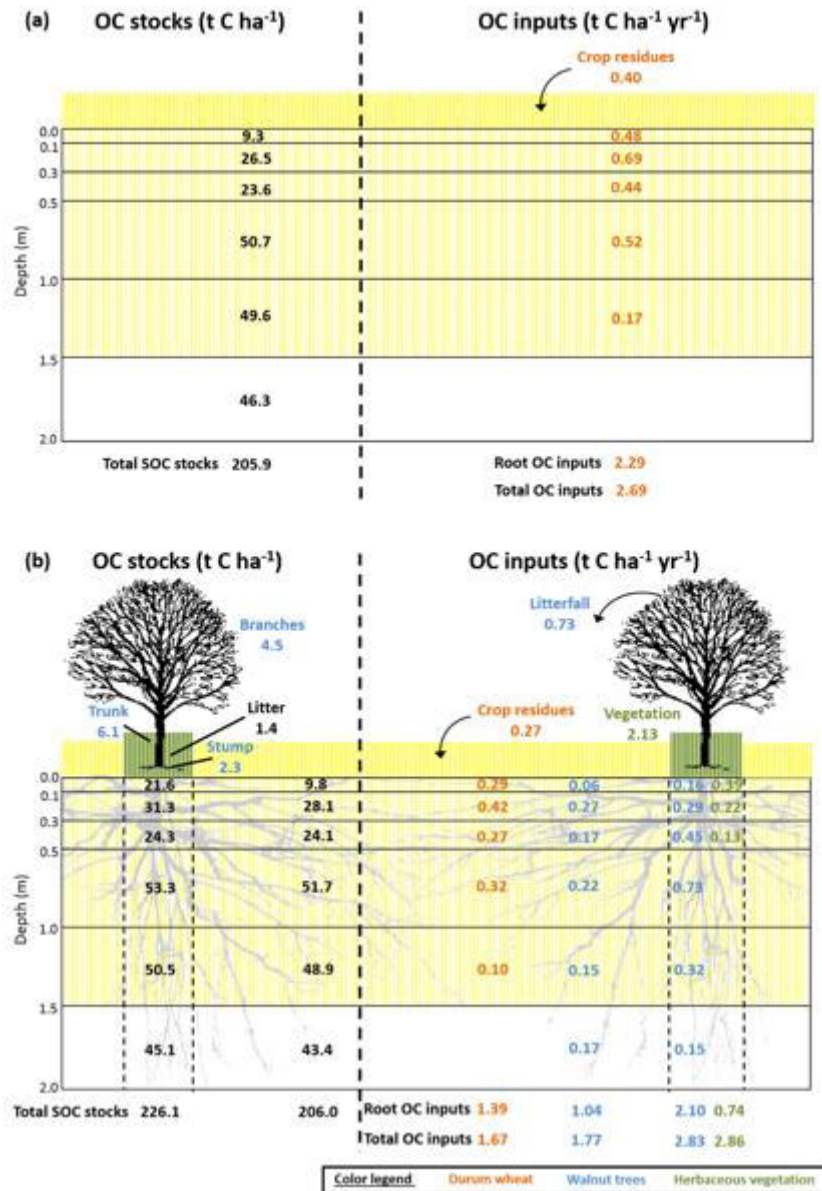 (a) OC stocks (t C ha⁻¹) OC inputs (t C ha⁻¹ yr⁻¹)
Crop residues
0.40
0.0
9.3 0.48
0.1
26.5 0.69
0.3
23.6 0.44
0.5
50.7 0.52
Depth (m)
1.0
49.6 0.17
1.5
46.3
2.0
Total SOC stocks 205.9 Root OC inputs 2.29
Total OC inputs 2.69
(b) OC stocks (t C ha⁻¹) OC inputs (t C ha⁻¹ yr⁻¹)
Branches
4.5
Litterfall
0.73
Trunk
6.1
Litter
1.4
Stump
2.3
Crop residues
0.27
Vegetation
2.13
0.0
21.6 9.8 0.29 0.06 0.16 0.39
0.1
31.3 28.1 0.42 0.27 0.29 0.22
0.3
24.3 24.1 0.27 0.17 0.45 0.13
0.5
53.3 51.7 0.32 0.22 0.73
Depth (m)
1.0
50.5 48.9 0.10 0.15 0.32
1.5
45.1 43.4 0.17 0.15
2.0
Total SOC stocks 226.1 206.0 Root OC inputs 1.39 1.04 2.10 0.74
Total OC inputs 1.67 1.77 2.83 2.86
Color legend Durum wheat Walnut trees Herbaceous vegetation